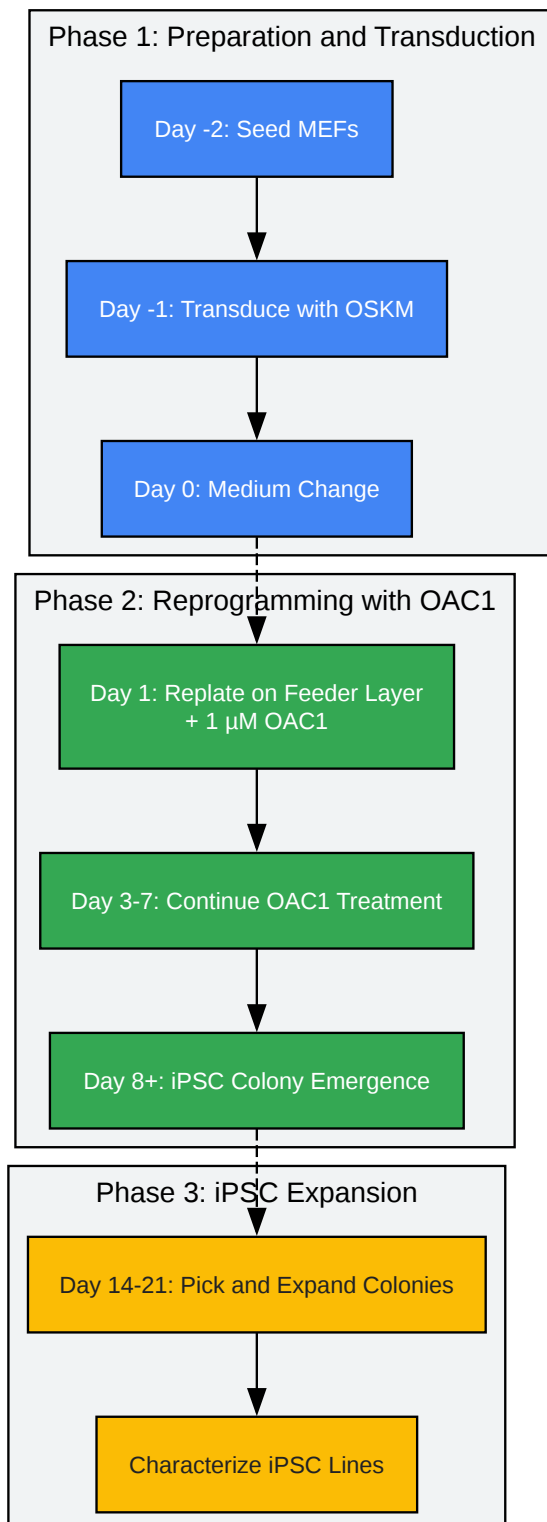 Phase 1: Preparation and Transduction
Day -2: Seed MEFs
Day -1: Transduce with OSKM
Day 0: Medium Change
Phase 2: Reprogramming with OAC1
Day 1: Replate on Feeder Layer
+ 1 µM OAC1
Day 3-7: Continue OAC1 Treatment
Day 8+: iPSC Colony Emergence
Phase 3: iPSC Expansion
Day 14-21: Pick and Expand Colonies
Characterize iPSC Lines